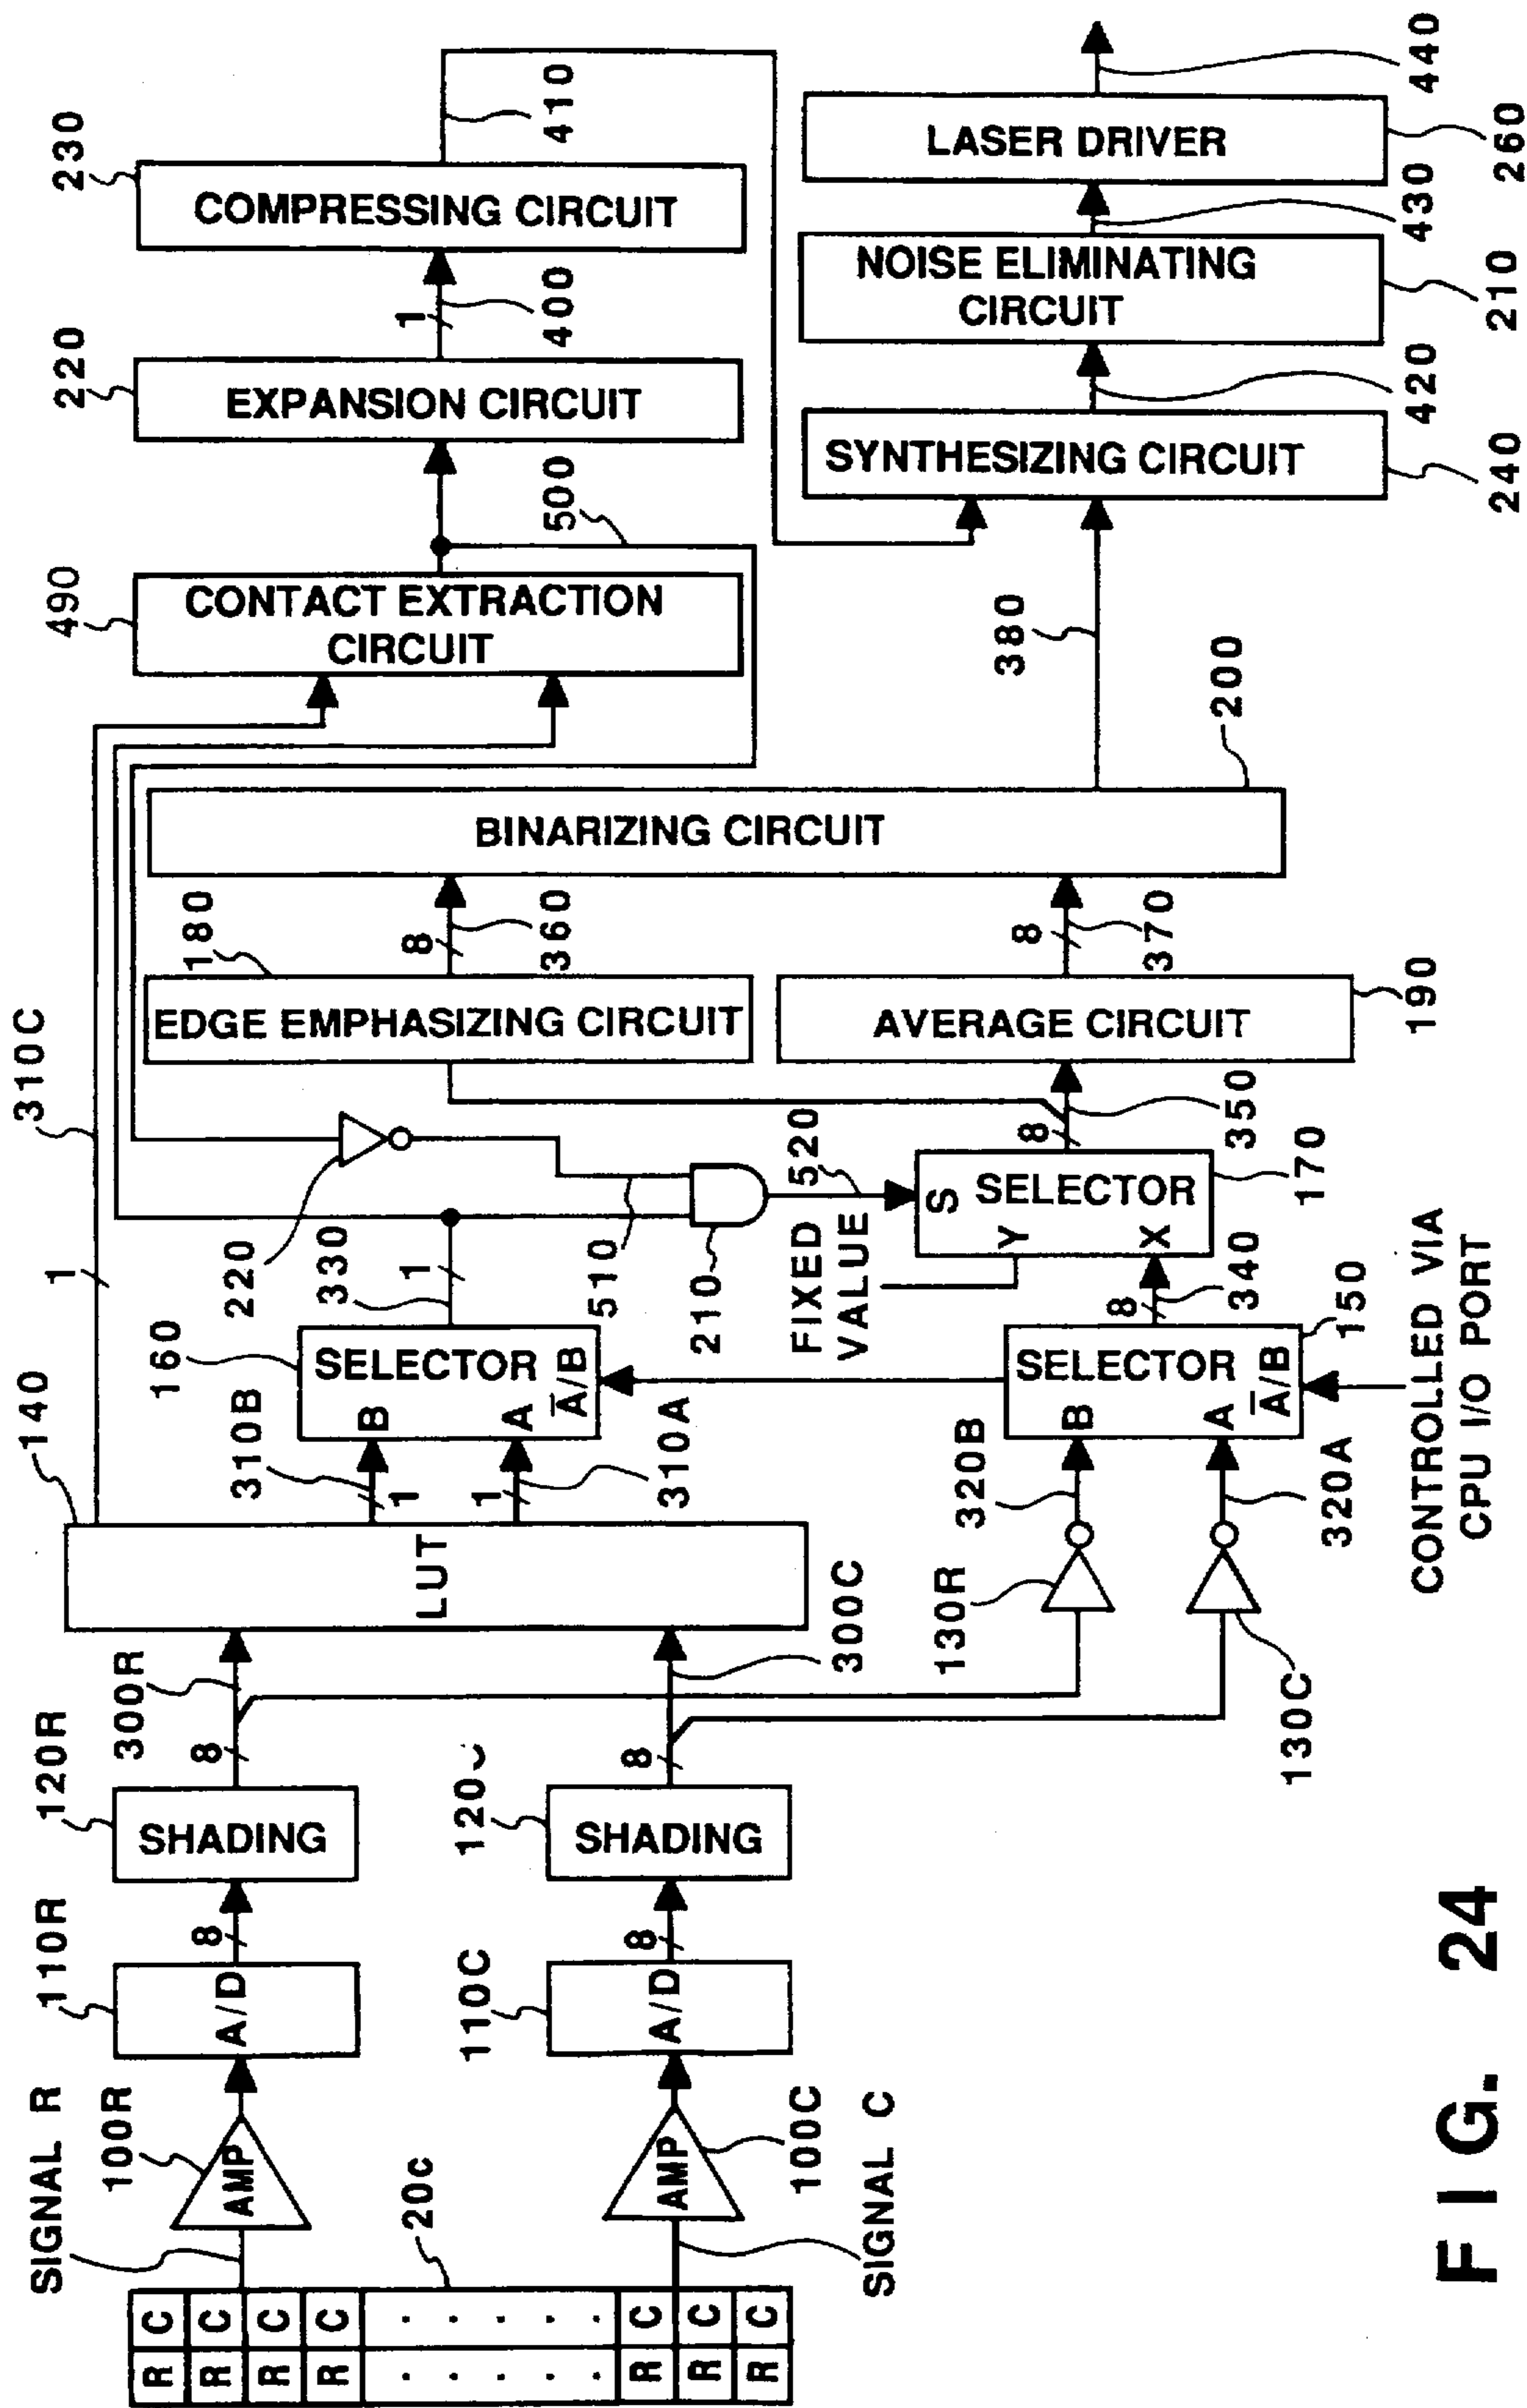 R C
R C
R C
R C
. .
. .
. .
. .
. .
R C
R C
R C
20c
SIGNAL R
100R
AMP
110R
A/D
8
120R
SHADING
8
300R
SIGNAL C
100C
AMP
110C
A/D
8
120C
SHADING
8
300C
140
LUT
1
310C
310B
1
1
310A
160
SELECTOR
B
A
A̅/B
330
1
220
510
210
520
130R
130C
320B
320A
SELECTOR
B
A
A̅/B
150
CONTROLLED VIA
CPU I/O PORT
8
340
FIXED
VALUE
S
SELECTOR
Y
X
170
8
350
180
EDGE EMPHASIZING CIRCUIT
8
360
AVERAGE CIRCUIT
190
8
370
BINARIZING CIRCUIT
200
380
490
CONTACT EXTRACTION
CIRCUIT
500
220
EXPANSION CIRCUIT
1
400
230
COMPRESSING CIRCUIT
410
SYNTHESIZING CIRCUIT
240
420
NOISE ELIMINATING
CIRCUIT
210
430
LASER DRIVER
260
440
FIG. 24